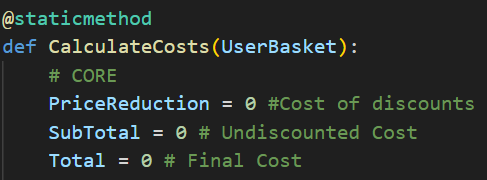 @staticmethod
def CalculateCosts(UserBasket):
    # CORE
    PriceReduction = 0 #Cost of discounts
    SubTotal = 0 # Undiscounted Cost
    Total = 0 # Final Cost